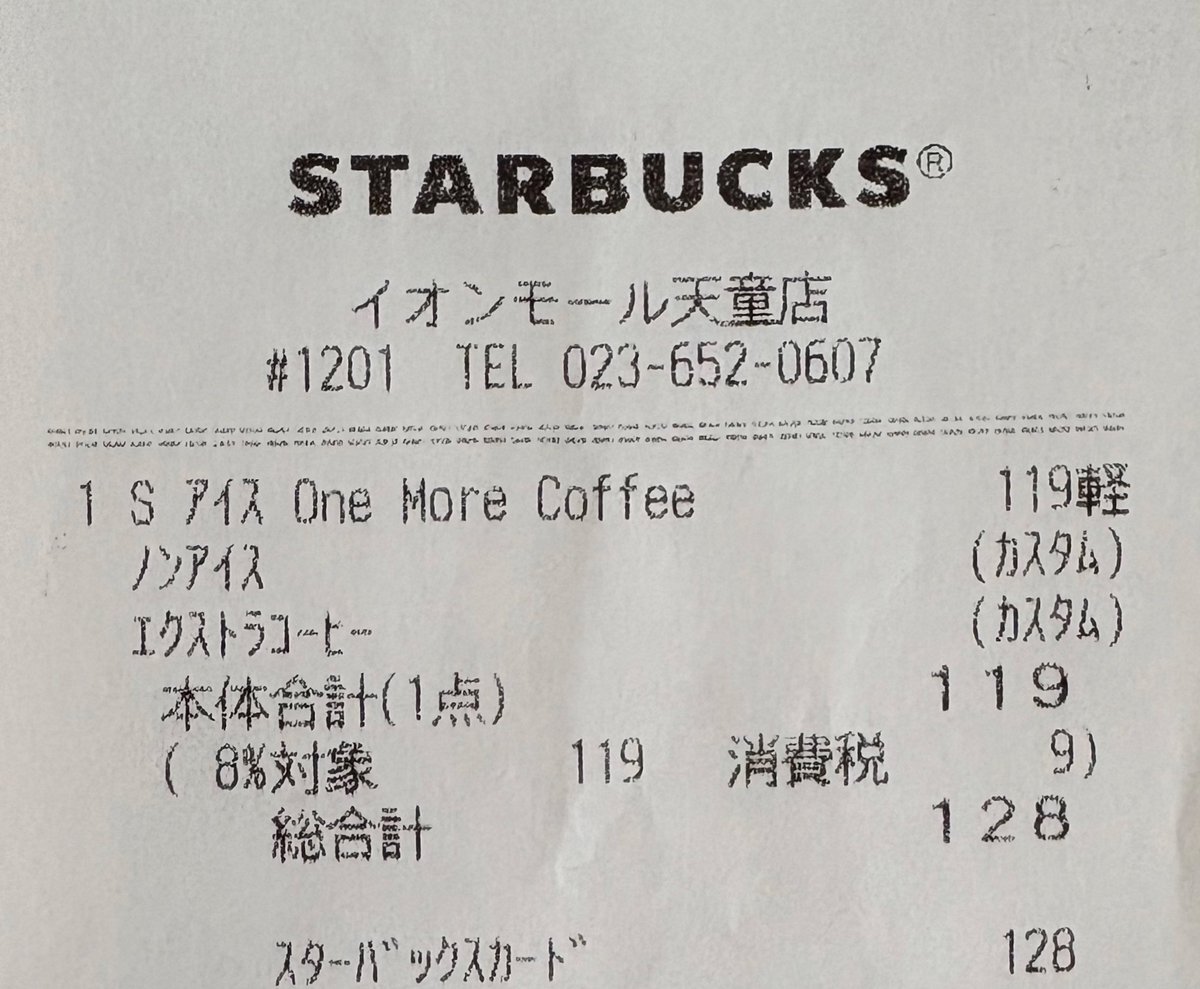 STARBUCKS®
イオンモール天童店
#1201 TEL 023-652-0607
1 S アイス One More Coffee 119軽
ノンアイス (カスタム)
エクストラコーヒー (カスタム)
本体合計(1点) 119
( 8%対象 119 消費税 9)
総合計 128
スターバックスカード 128